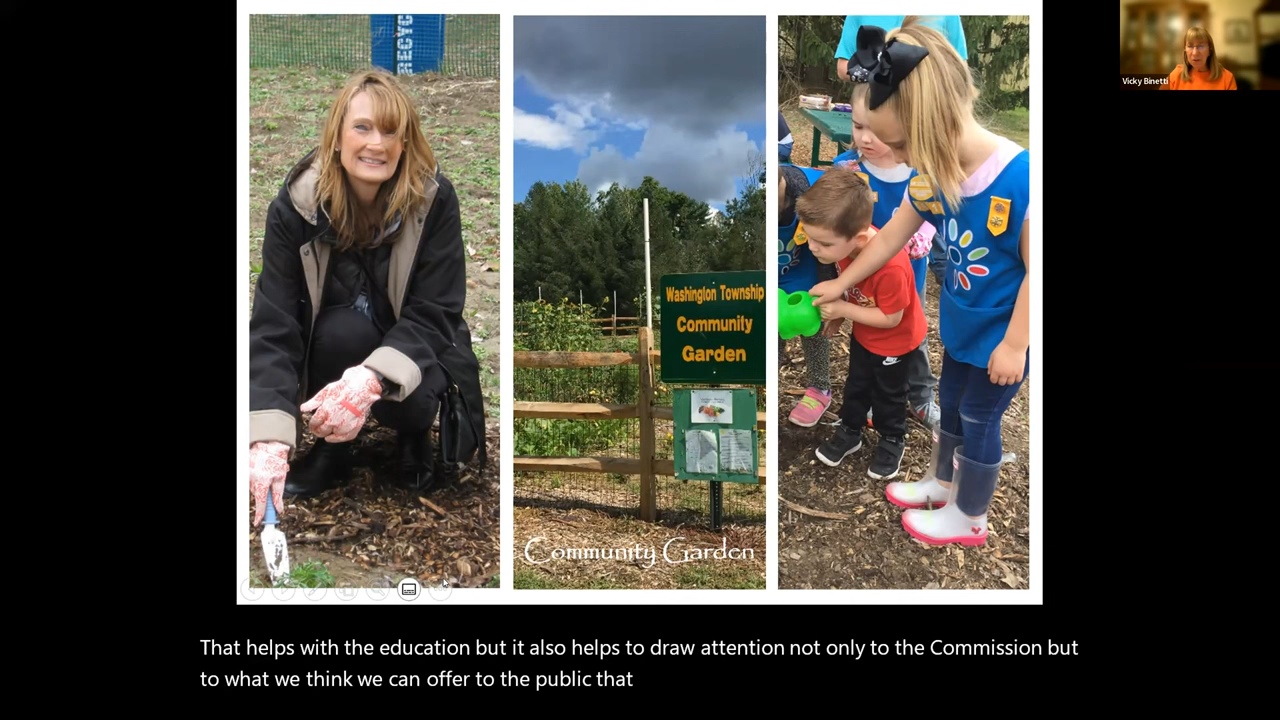 RECYC
Washington Township
Community
Garden
Community Garden
Vicky Binetti
That helps with the education but it also helps to draw attention not only to the Commission but
to what we think we can offer to the public that